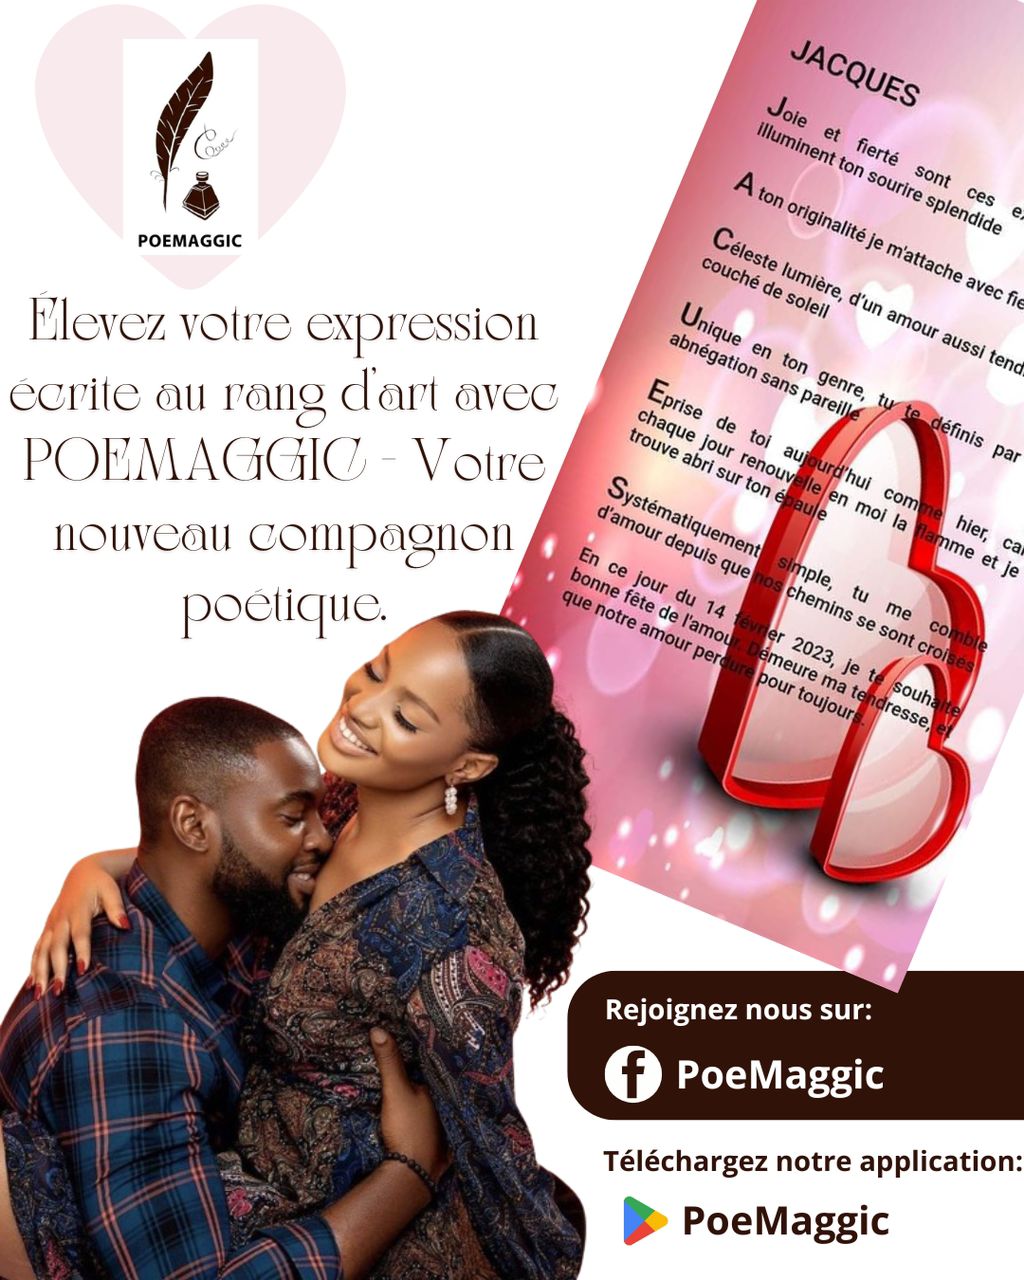 Coeur
POEMAGGIC
Élevez votre expression
écrite au rang d'art avec
POEMAGGIC - Votre
nouveau compagnon
poétique.
JACQUES
Joie et fierté sont ces
illuminent ton sourire splendide
A ton originalité je m'attache avec
Céleste lumière, d'un amour aussi
couché de soleil
Unique en ton genre, tu te définis par
abnégation sans pareille
Eprise de toi aujourd'hui comme hier,
chaque jour renouvelle en moi la flamme et je
trouve abri sur ton épaule
Systématiquement simple, tu me comble
d'amour depuis que nos chemins se sont croisés
En ce jour du 14 février 2023, je te souhaite
bonne fête de l'amour. Démeure ma tendresse, et
que notre amour perdure pour toujours.
Rejoignez nous sur:
PoeMaggic
Téléchargez notre application:
PoeMaggic